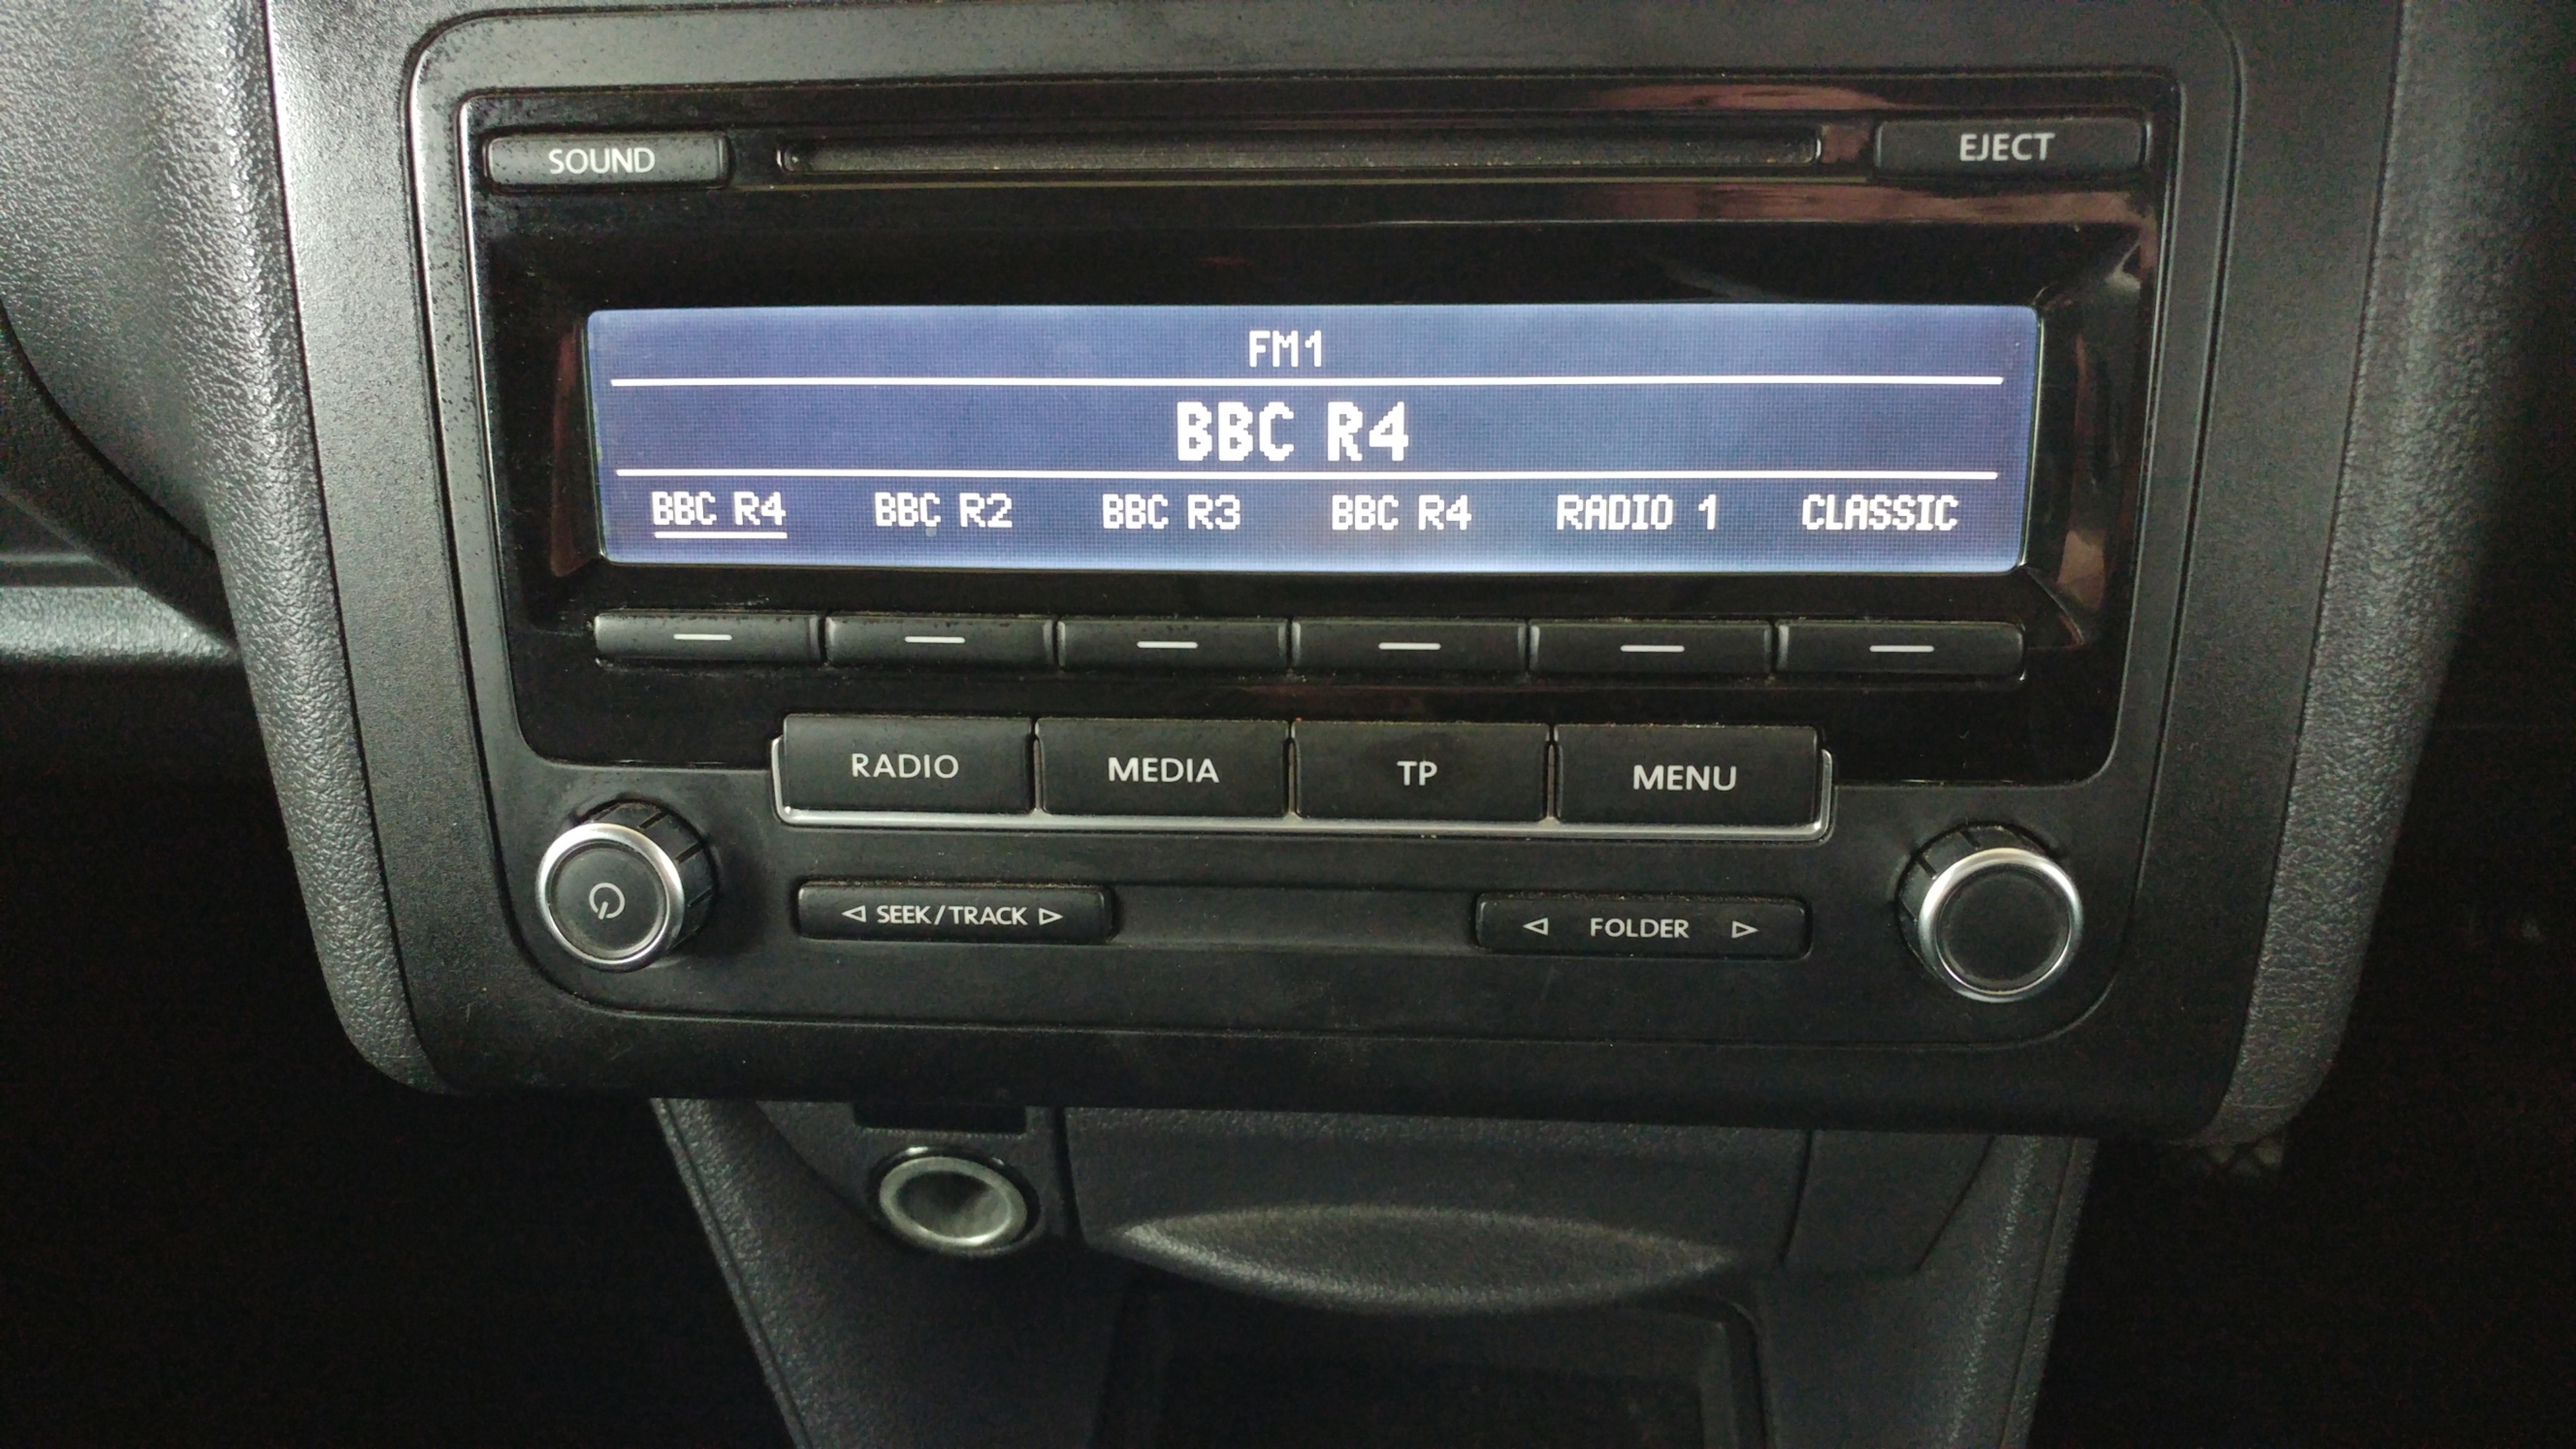 SOUND EJECT
FM1
BBC R4
BBC R4 BBC R2 BBC R3 BBC R4 RADIO 1 CLASSIC
RADIO MEDIA TP MENU
SEEK/TRACK FOLDER